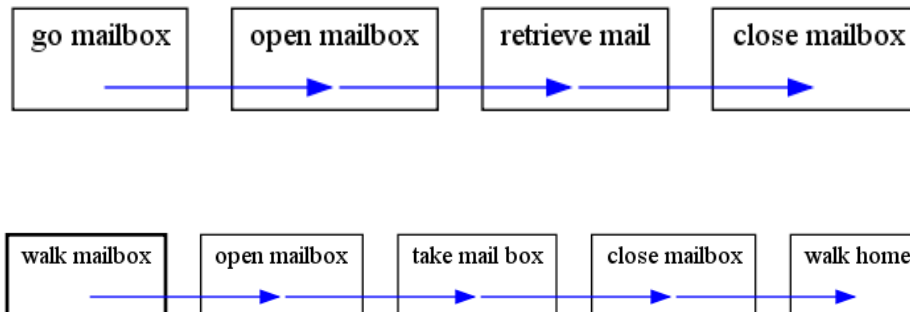 go mailbox
open mailbox
retrieve mail
close mailbox
walk mailbox
open mailbox
take mail box
close mailbox
walk home